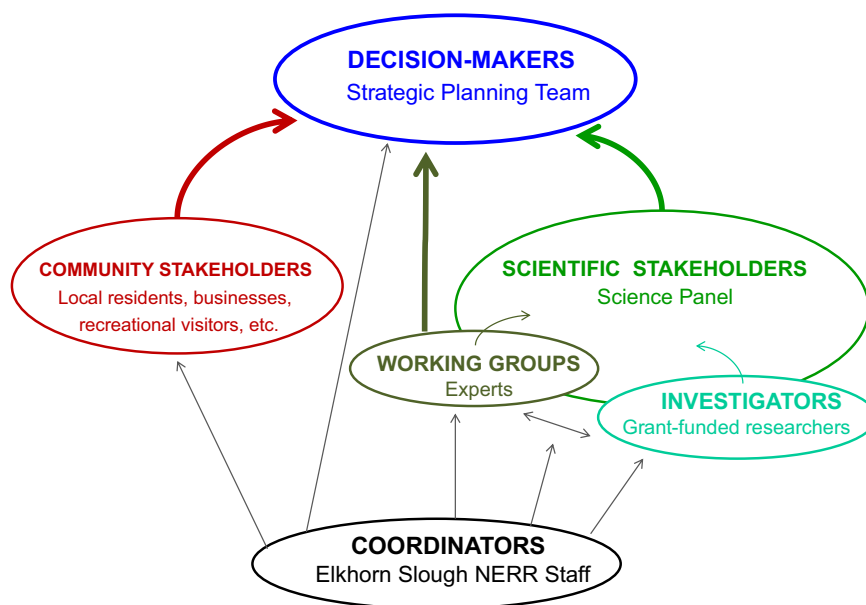 DECISION-MAKERS
Strategic Planning Team
COMMUNITY STAKEHOLDERS
Local residents, businesses,
recreational visitors, etc.
SCIENTIFIC STAKEHOLDERS
Science Panel
WORKING GROUPS
Experts
INVESTIGATORS
Grant-funded researchers
COORDINATORS
Elkhorn Slough NERR Staff